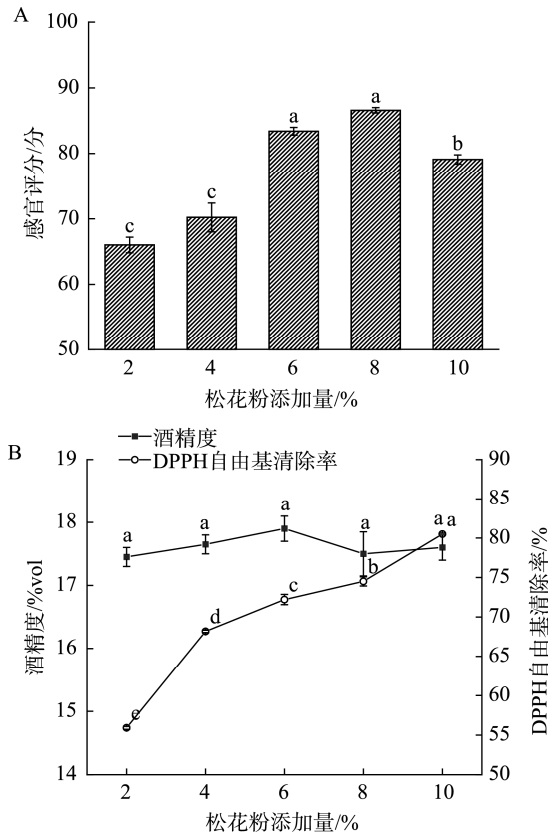 A
100
90
80
70
60
50
感官评分/分
c
c
a
a
b
2 4 6 8 10
松花粉添加量/%
B
酒精度
DPPH自由基清除率
19
18
17
16
15
14
酒精度/%vol
90
85
80
75
70
65
60
55
50
DPPH自由基清除率/%
a
a
a
a
a a
e
d
c
b
2 4 6 8 10
松花粉添加量/%